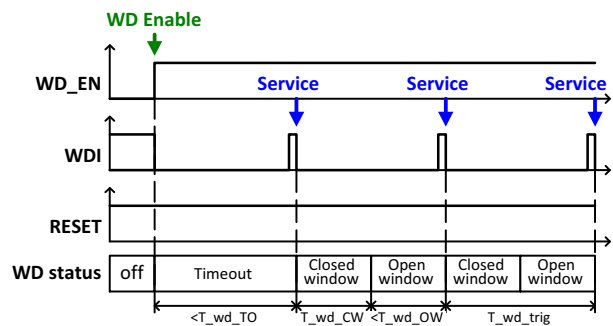 WD Enable
WD_EN
Service Service Service
WDI
RESET
WD status off Timeout Closed window Open window Closed window Open window
<T_wd_TO T_wd_CW <T_wd_OW T_wd_trig